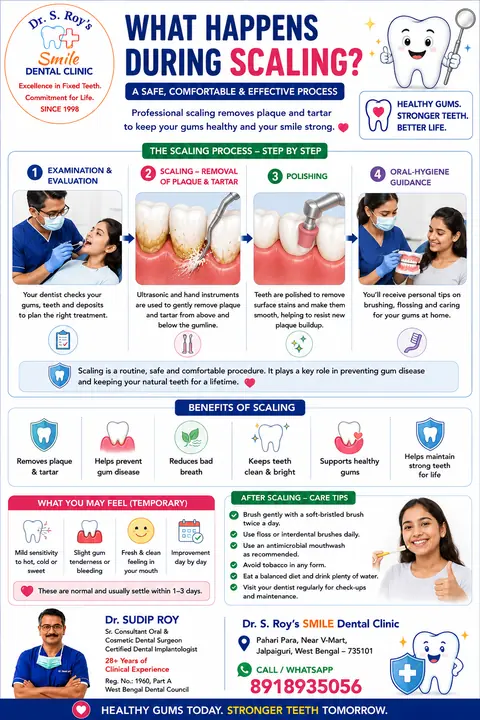 Dr. S. Roy's
Smile
DENTAL CLINIC
Excellence in Fixed Teeth.
Commitment for Life.
SINCE 1998
WHAT HAPPENS
DURING SCALING?
A SAFE, COMFORTABLE & EFFECTIVE PROCESS
Professional scaling removes plaque and tartar
to keep your gums healthy and your smile strong.
HEALTHY GUMS.
STRONGER TEETH.
BETTER LIFE.
THE SCALING PROCESS – STEP BY STEP
1 EXAMINATION &
EVALUATION
Your dentist checks your
gums, teeth and deposits
to plan the right treatment.
2 SCALING – REMOVAL
OF PLAQUE & TARTAR
Ultrasonic and hand instruments
are used to gently remove plaque
and tartar from above and
below the gumline.
3 POLISHING
Teeth are polished to remove
surface stains and make them
smooth, helping to resist new
plaque buildup.
4 ORAL-HYGIENE
GUIDANCE
You'll receive personal tips on
brushing, flossing and caring
for your gums at home.
Scaling is a routine, safe and comfortable procedure. It plays a key role in preventing gum disease
and keeping your natural teeth for a lifetime.
BENEFITS OF SCALING
Removes plaque
& tartar
Helps prevent
gum disease
Reduces bad
breath
Keeps teeth
clean & bright
Supports healthy
gums
Helps maintain
strong teeth
for life
WHAT YOU MAY FEEL (TEMPORARY)
Mild sensitivity
to hot, cold or
sweet
Slight gum
tenderness or
bleeding
Fresh & clean
feeling in
your mouth
Improvement
day by day
These are normal and usually settle within 1–3 days.
AFTER SCALING – CARE TIPS
Brush gently with a soft-bristled brush
twice a day.
Use floss or interdental brushes daily.
Use an antimicrobial mouthwash
as recommended.
Avoid tobacco in any form.
Eat a balanced diet and drink plenty of water.
Visit your dentist regularly for check-ups
and maintenance.
Dr. SUDIP ROY
Sr. Consultant Oral &
Cosmetic Dental Surgeon
Certified Dental Implantologist
28+ Years of
Clinical Experience
Reg. No.: 1960, Part A
West Bengal Dental Council
Dr. S. Roy's SMILE Dental Clinic
Pahari Para, Near V-Mart,
Jalpaiguri, West Bengal – 735101
CALL / WHATSAPP
8918935056
HEALTHY GUMS TODAY. STRONGER TEETH TOMORROW.